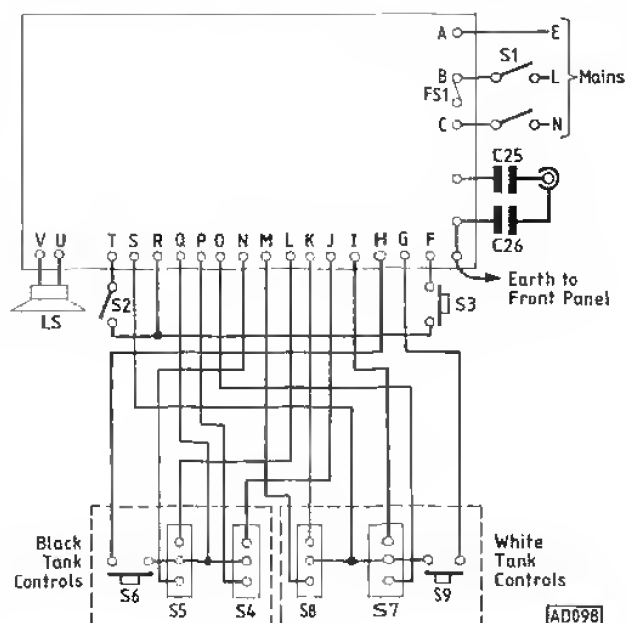 A
E
S1
B
L
Mains
FS1
C
N
C25
C26
V U T S R Q P O N M L K J I H G F
Earth to
Front Panel
S2
S3
LS
Black
Tank
Controls
White
Tank
Controls
S6
S5
S4
S8
S7
S9
AD098